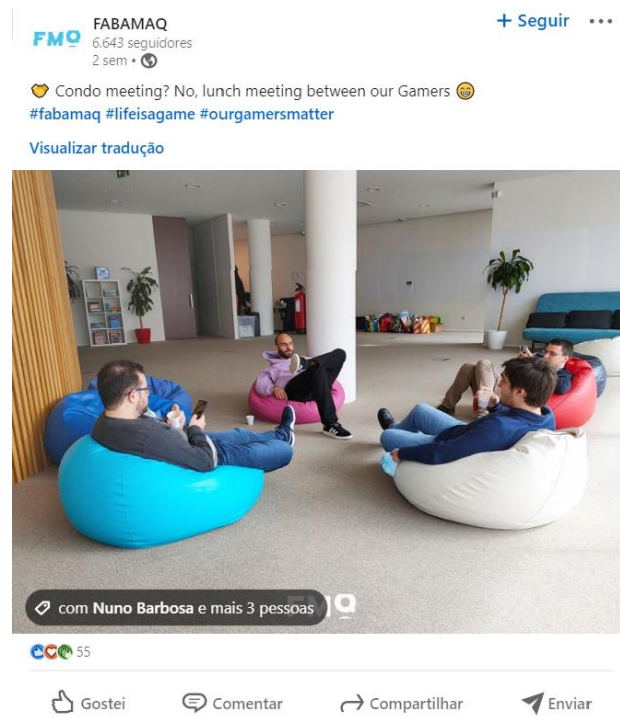 FMQ
FABAMAQ
6.643 seguidores
2 sem •
+ Seguir
Condo meeting? No, lunch meeting between our Gamers
#fabamaq #lifeisagame #ourgamersmatter
Visualizar tradução
com Nuno Barbosa e mais 3 pessoas
FMQ
55
Gostei
Comentar
Compartilhar
Enviar